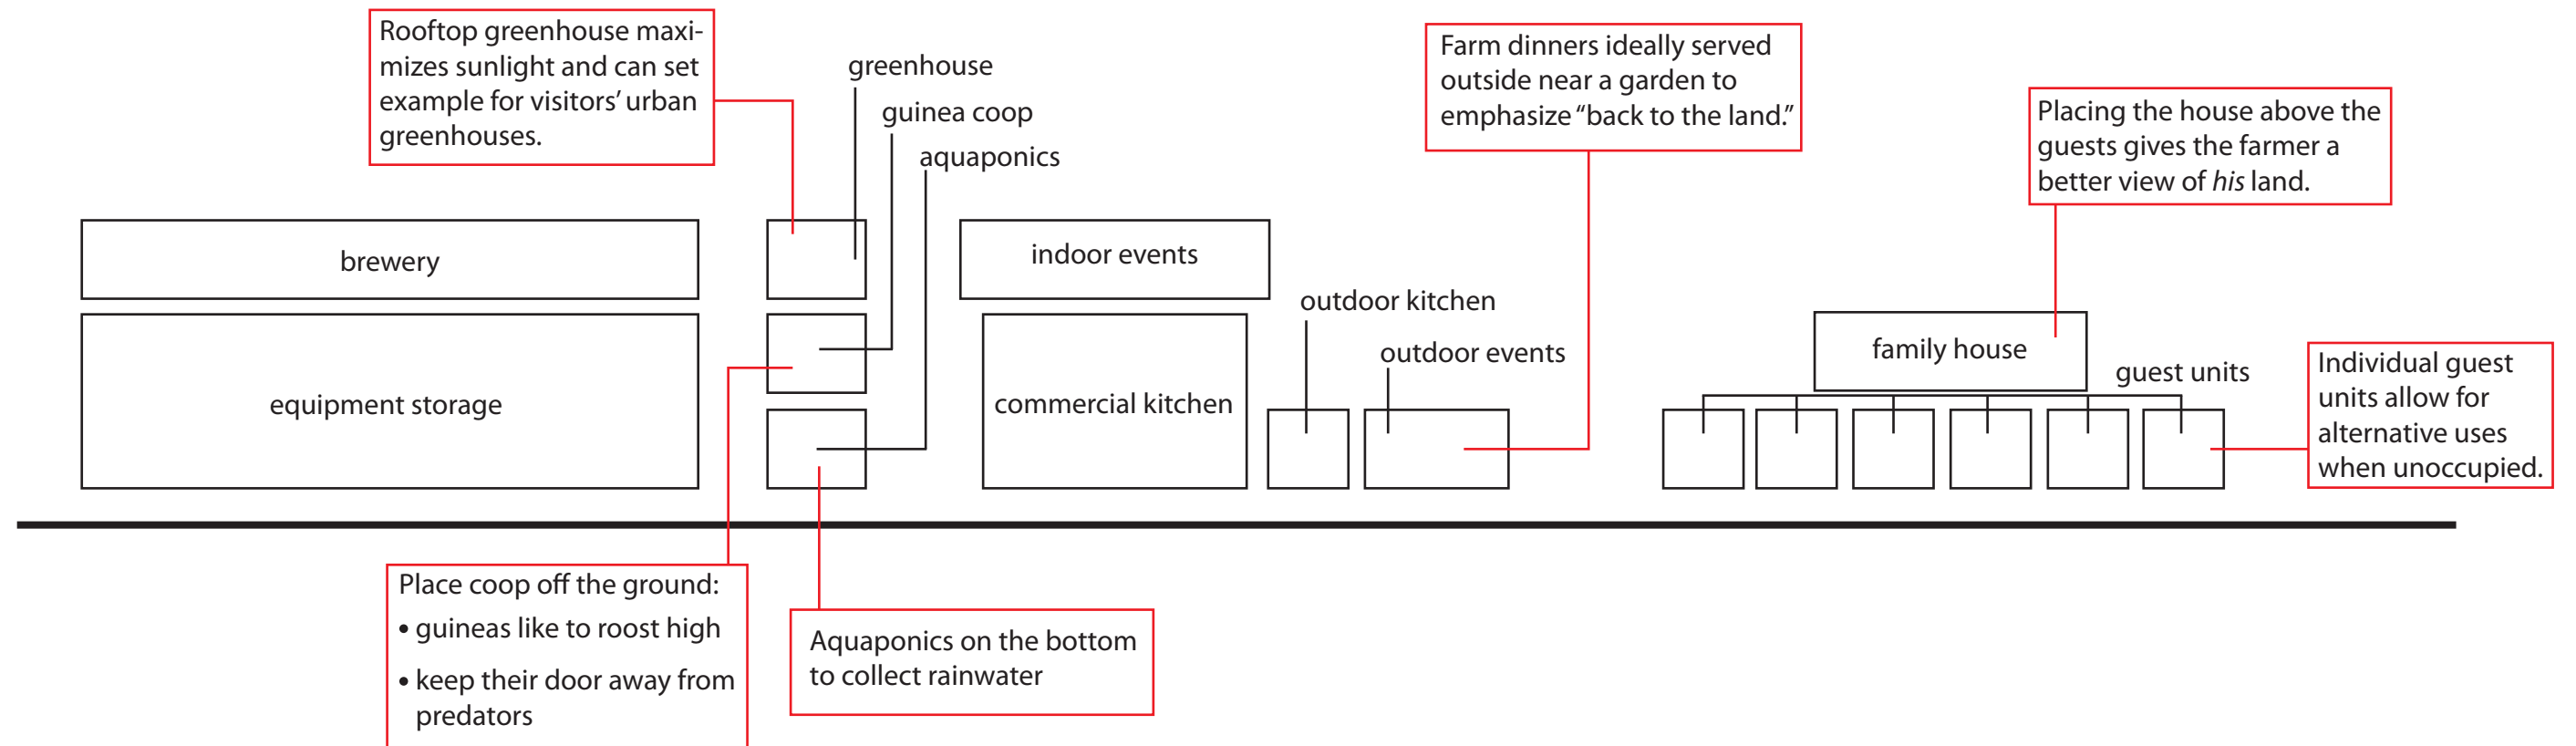 Rooftop greenhouse maxi-
mizes sunlight and can set
example for visitors’ urban
greenhouses.
greenhouse
guinea coop
aquaponics
Farm dinners ideally served
outside near a garden to
emphasize “back to the land.”
Placing the house above the
guests gives the farmer a
better view of his land.
brewery
indoor events
outdoor kitchen
outdoor events
family house
guest units
Individual guest
units allow for
alternative uses
when unoccupied.
equipment storage
commercial kitchen
Place coop off the ground:
• guineas like to roost high
• keep their door away from
predators
Aquaponics on the bottom
to collect rainwater